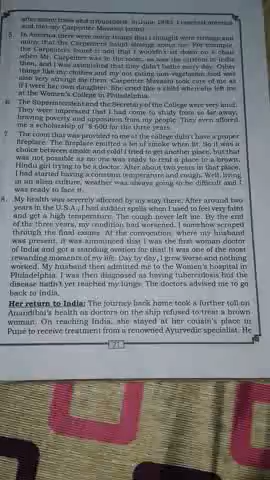 and met my Carpenter Mausi
5. In America there were many things that I thought were strange and
many that the Carpenters found strange about me. For example,
the Carpenters found it odd that I wouldn't sit down on a chair
when Mr. Carpenter was in the room, as was the custom in India
then, and I was astonished that they didn't bathe every day. Other
things like my clothes and my not eating non-vegetarian food was
also very strange for them. Carpenter Mausi took care of me as
if I were her own daughter. She cried like a child when she left me
at the Women's College in Philadelphia.
6. The Superintendent and the Secretary of the College were very kind.
They were impressed that I had come to study from so far away,
braving poverty and opposition from my people. They even offered
me a scholarship of $ 600 for the three years.
7. The room that was provided to me at the college didn't have a proper
fireplace. The fireplace emitted a lot of smoke when lit. So it was a
choice between smoke and cold! I tried to get another place, but that
was not possible as no one was ready to rent a place to a brown,
Hindu girl trying to be a doctor. After about two years in that place,
I had started having a constant temperature and cough. Well, living
in an alien culture, weather was always going to be difficult and I
was ready to face it.
8. My health was severely affected by my stay there. After around two
years in the U.S.A., I had sudden spells when I used to feel very faint
and get a high temperature. The cough never left me. By the end
of the three years, my condition had worsened. I somehow scraped
through the final exams. At the convocation, where my husband
was present, it was announced that I was the first woman doctor
of India and got a standing ovation for that! It was one of the most
rewarding moments of my life. Day by day, I grew worse and nothing
worked. My husband then admitted me to the Women's hospital in
Philadelphia. I was then diagnosed as having tuberculosis but the
disease hadn't yet reached my lungs. The doctors advised me to go
back to India.
Her return to India: The journey back home took a further toll on
Anandibai's health as doctors on the ship refused to treat a brown
woman. On reaching India, she stayed at her cousin's place in
Pune to receive treatment from a renowned Ayurvedic specialist. He
21